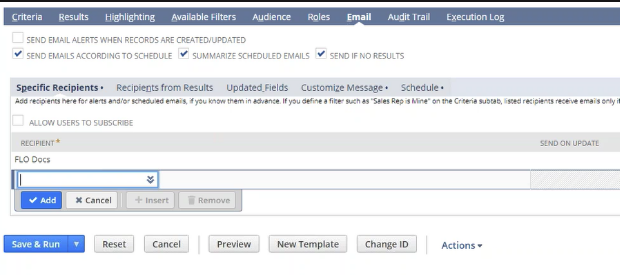 Criteria Results Highlighting Available Filters Audience Roles Email Audit Trail Execution Log
SEND EMAIL ALERTS WHEN RECORDS ARE CREATED/UPDATED
SEND EMAILS ACCORDING TO SCHEDULE SUMMARIZE SCHEDULED EMAILS SEND IF NO RESULTS
Specific Recipients • Recipients from Results Updated Fields Customize Message • Schedule •
Add recipients here for alerts and/or scheduled emails, if you know them in advance. If you define a filter such as "Sales Rep is Mine" on the Criteria subtab, listed recipients receive emails only if
ALLOW USERS TO SUBSCRIBE
RECIPIENT * SEND ON UPDATE
FLO Docs
Add Cancel + Insert Remove
Save & Run Reset Cancel Preview New Template Change ID Actions